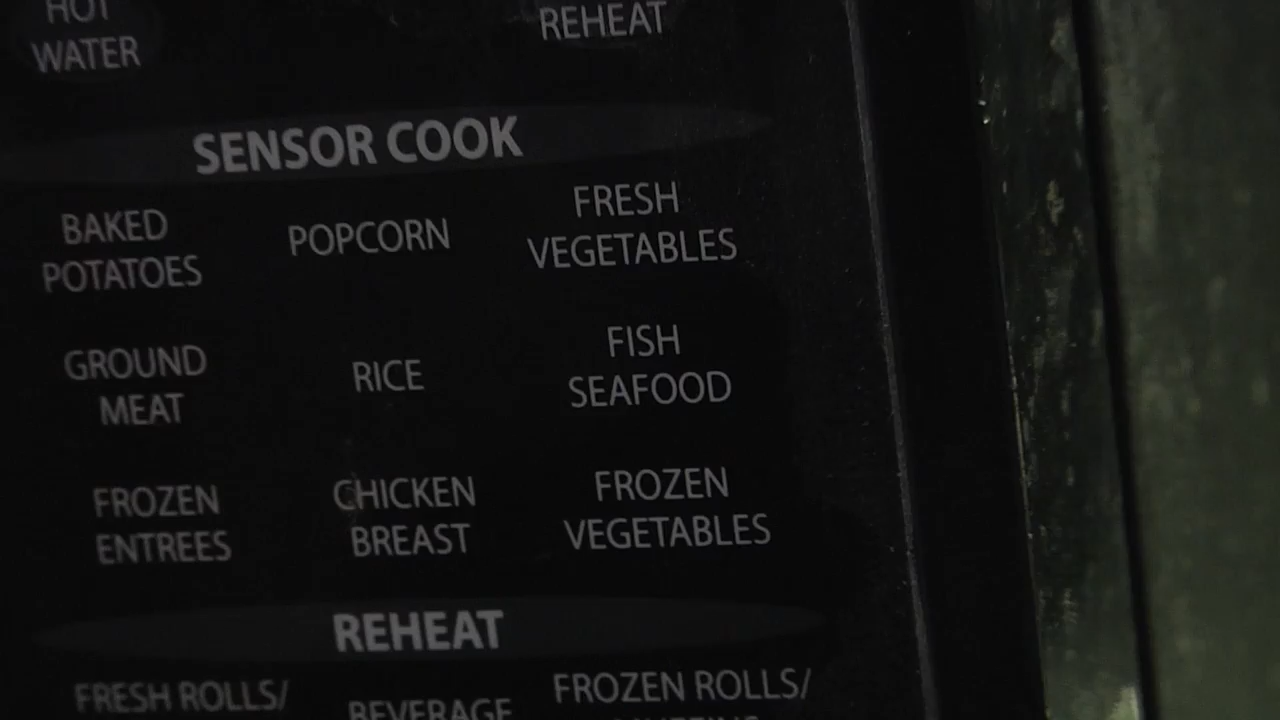 HOT
WATER
REHEAT
SENSOR COOK
BAKED
POTATOES
POPCORN
FRESH
VEGETABLES
GROUND
MEAT
RICE
FISH
SEAFOOD
FROZEN
ENTREES
CHICKEN
BREAST
FROZEN
VEGETABLES
REHEAT
FRESH ROLLS/
BEVERAGE
FROZEN ROLLS/